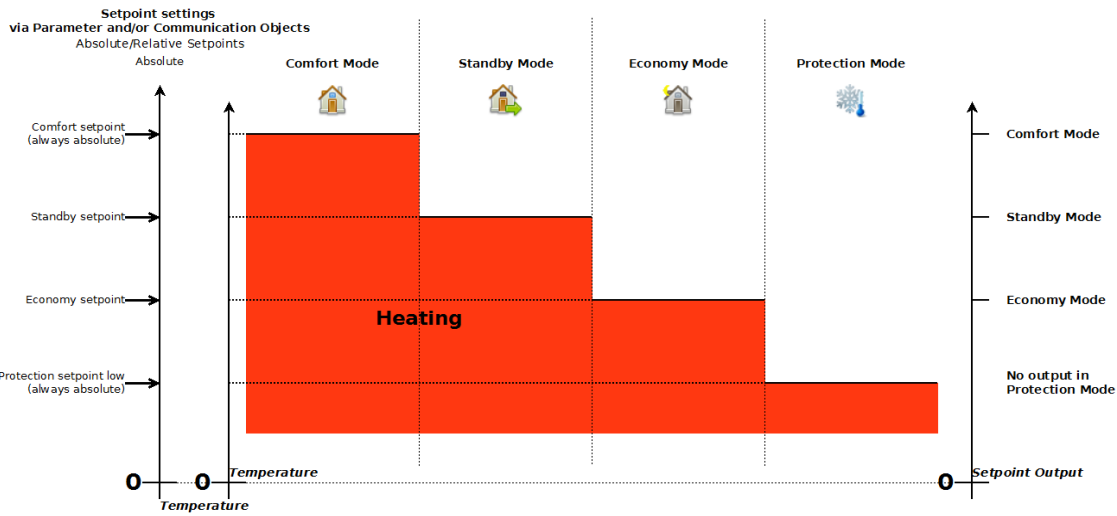 Setpoint settings
via Parameter and/or Communication Objects
Absolute/Relative Setpoints
Absolute
Comfort Mode
Standby Mode
Economy Mode
Protection Mode
Comfort setpoint
(always absolute)
Comfort Mode
Standby setpoint
Standby Mode
Economy setpoint
Economy Mode
Heating
Protection setpoint low
(always absolute)
No output in
Protection Mode
Temperature
Setpoint Output
0
0
0
Temperature